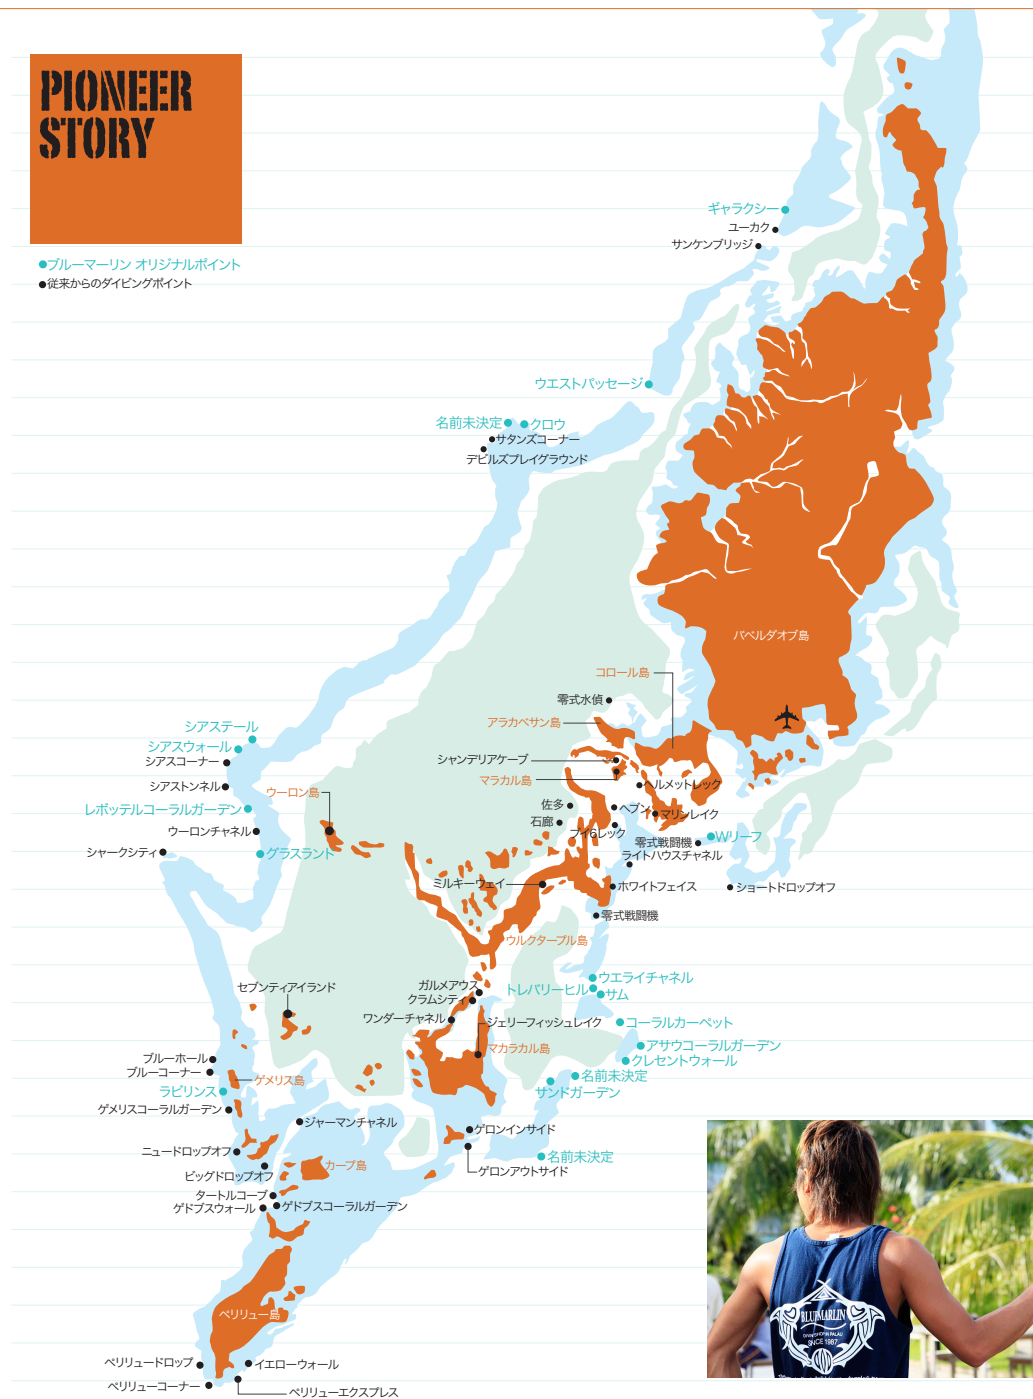 PIONEER
STORY
●ブルーマーリン オリジナルポイント
●従来からのダイビングポイント
ギャラクシー
ユーカク
サンケンブリッジ
ウエストパッセージ
名前未決定
クロウ
サタンズコーナー
デビルズプレイグラウンド
バベルダオブ島
コロール島
零式水偵
アラカベサン島
シアステール
シアスウォール
シアスコーナー
シャンデリアケーブ
マラカル島
シアストンネル
ウーロン島
ヘルメットレック
レボッテルコーラルガーデン
佐多
ヘブン
マリンレイク
石廊
ブイ6レック
ウーロンチャネル
零式戦闘機
Wリーフ
シャークシティ
グラスランド
ライトハウスチャネル
ミルキーウェイ
ホワイトフェイス
ショートドロップオフ
零式戦闘機
ウルクターブル島
ウエライチャネル
セブンティアイランド
ガルメアウス
トレバリーヒル
サム
クラムシティ
ワンダーチャネル
ジェリーフィッシュレイク
コーラルカーペット
マカラカル島
アサウコーラルガーデン
ブルーホール
クレセントウォール
ブルーコーナー
ゲメリス島
名前未決定
ラビリンス
サンドガーデン
ゲメリスコーラルガーデン
ジャーマンチャネル
ゲロンインサイド
ニュードロップオフ
名前未決定
ビッグドロップオフ
カープ島
ゲロンアウトサイド
タートルコーブ
ゲドブスウォール
ゲドブスコーラルガーデン
ペリリュー島
ペリリュードロップ
イエローウォール
ペリリューコーナー
ペリリューエクスプレス
BLUE MARLIN
DIVING SHOP IN PALAU
SINCE 1987